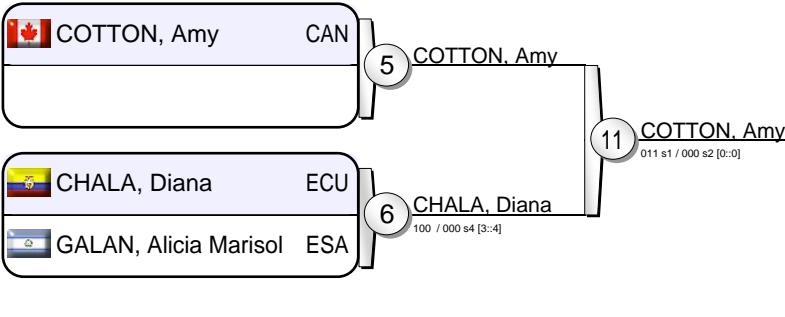 COTTON, Amy CAN
5
COTTON, Amy
11
COTTON, Amy
011 s1 / 000 s2 [0::0]
CHALA, Diana ECU
6
CHALA, Diana
100 / 000 s4 [3::4]
GALAN, Alicia Marisol ESA